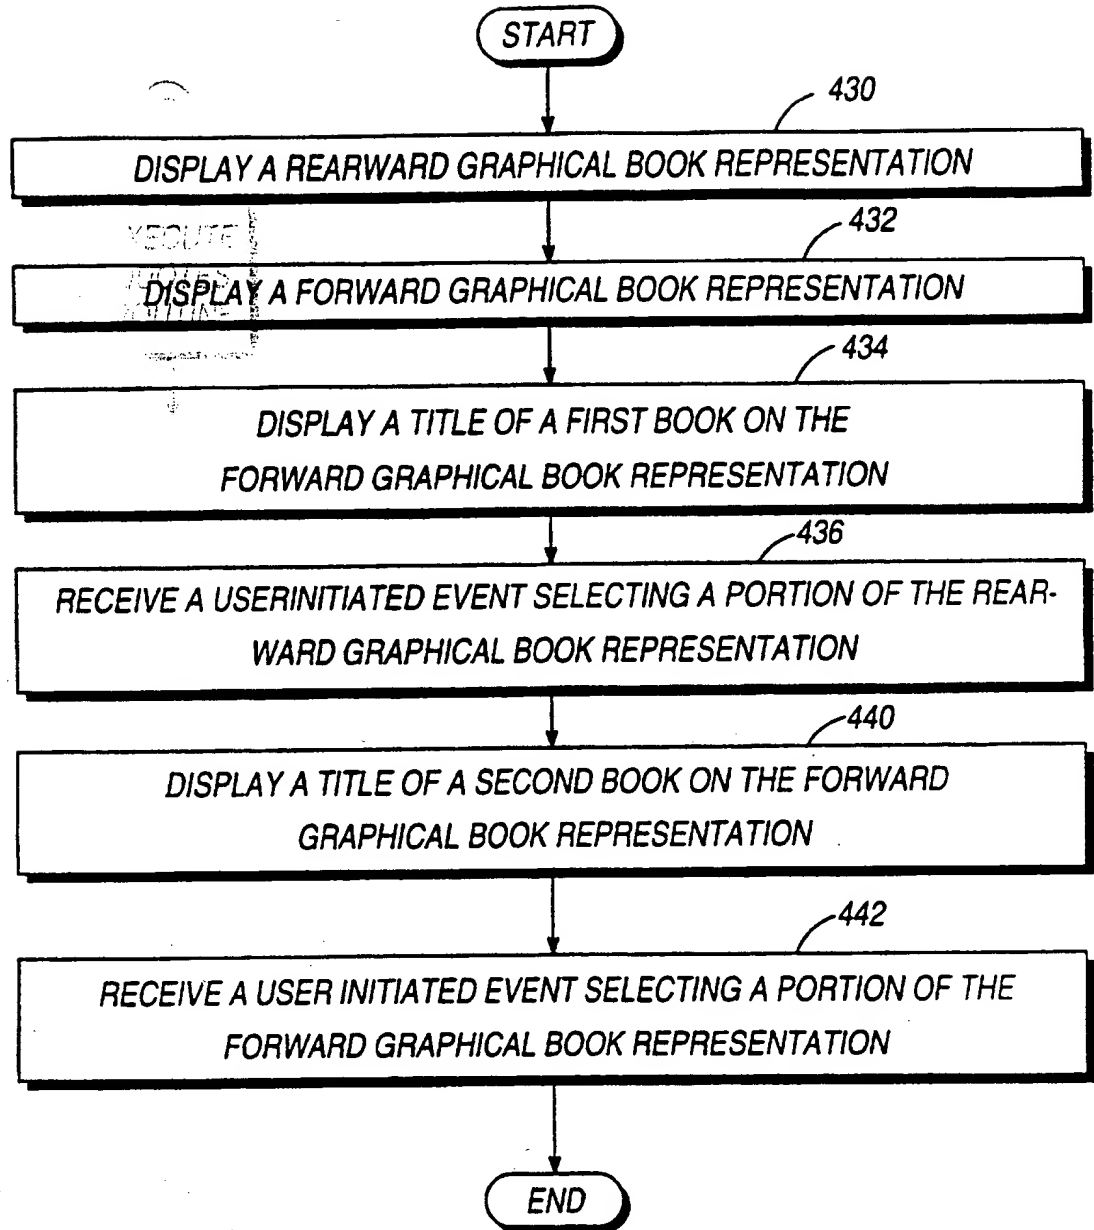 START
430
DISPLAY A REARWARD GRAPHICAL BOOK REPRESENTATION
432
DISPLAY A FORWARD GRAPHICAL BOOK REPRESENTATION
434
DISPLAY A TITLE OF A FIRST BOOK ON THE
FORWARD GRAPHICAL BOOK REPRESENTATION
436
RECEIVE A USERINITIATED EVENT SELECTING A PORTION OF THE REAR-
WARD GRAPHICAL BOOK REPRESENTATION
440
DISPLAY A TITLE OF A SECOND BOOK ON THE FORWARD
GRAPHICAL BOOK REPRESENTATION
442
RECEIVE A USER INITIATED EVENT SELECTING A PORTION OF THE
FORWARD GRAPHICAL BOOK REPRESENTATION
END